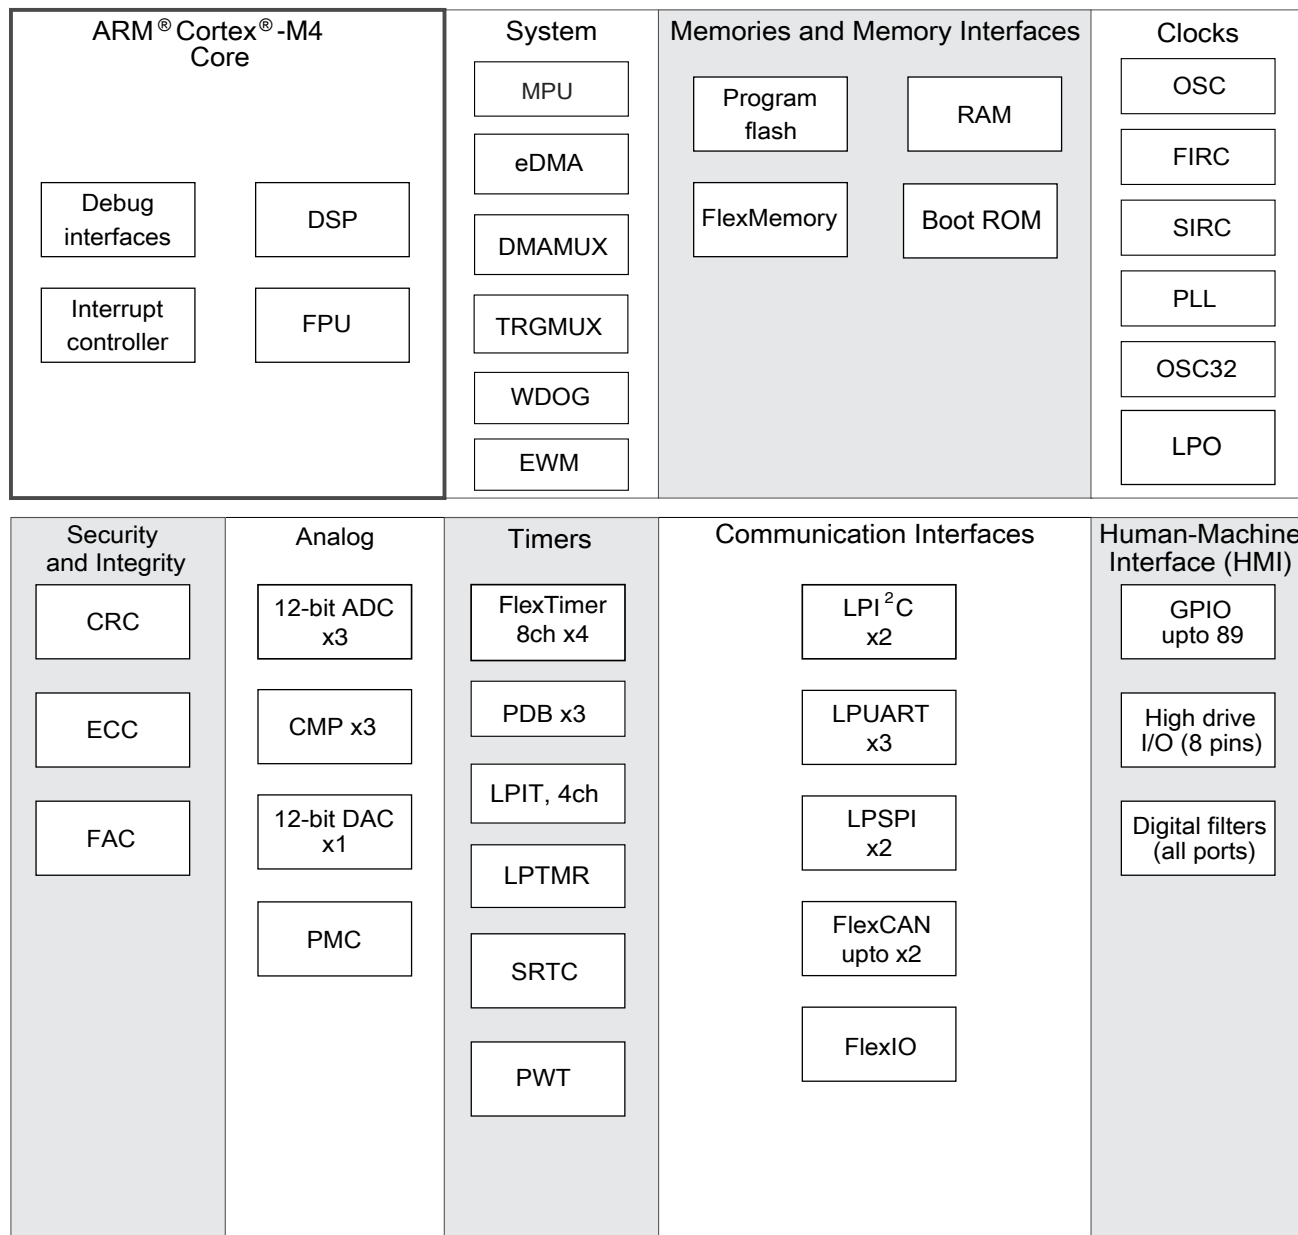 ARM® Cortex®-M4
Core
Debug
interfaces
DSP
Interrupt
controller
FPU
System
MPU
eDMA
DMAMUX
TRGMUX
WDOG
EWM
Memories and Memory Interfaces
Program
flash
RAM
FlexMemory
Boot ROM
Clocks
OSC
FIRC
SIRC
PLL
OSC32
LPO
Security
and Integrity
CRC
ECC
FAC
Analog
12-bit ADC
x3
CMP x3
12-bit DAC
x1
PMC
Timers
FlexTimer
8ch x4
PDB x3
LPIT, 4ch
LPTMR
SRTC
PWT
Communication Interfaces
LPI²C
x2
LPUART
x3
LPSPI
x2
FlexCAN
upto x2
FlexIO
Human-Machine
Interface (HMI)
GPIO
upto 89
High drive
I/O (8 pins)
Digital filters
(all ports)